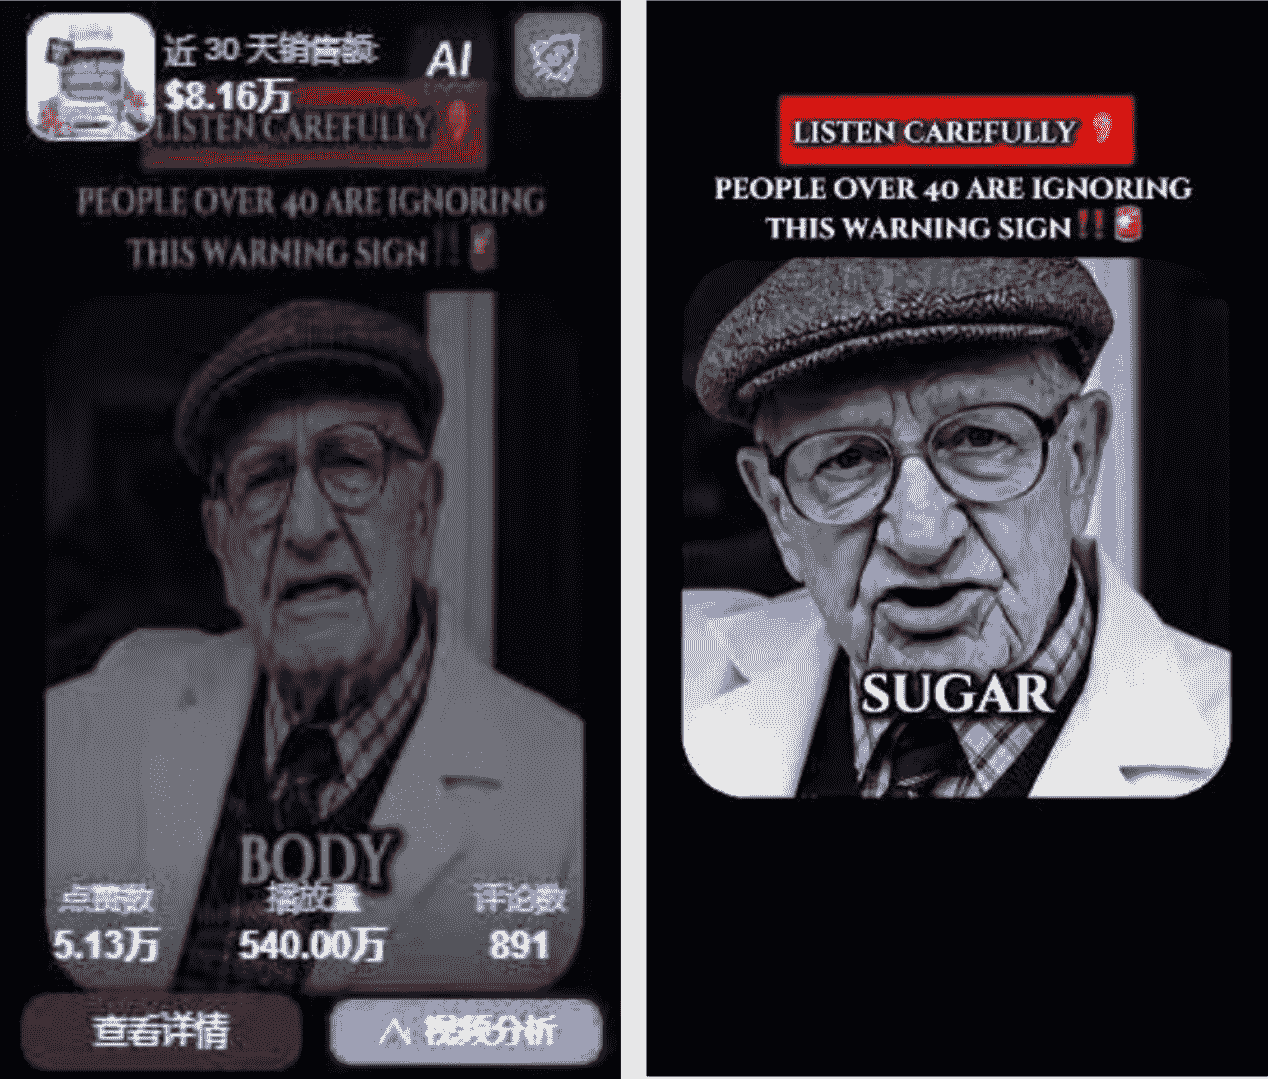 近 30 天销售额:
$8.16万
AI
LISTEN CAREFULLY
PEOPLE OVER 40 ARE IGNORING
THIS WARNING SIGN‼️
BODY
点赞数
播放量
评论数
5.13万
540.00万
891
查看详情
视频分析
LISTEN CAREFULLY
PEOPLE OVER 40 ARE IGNORING
THIS WARNING SIGN‼️
SUGAR